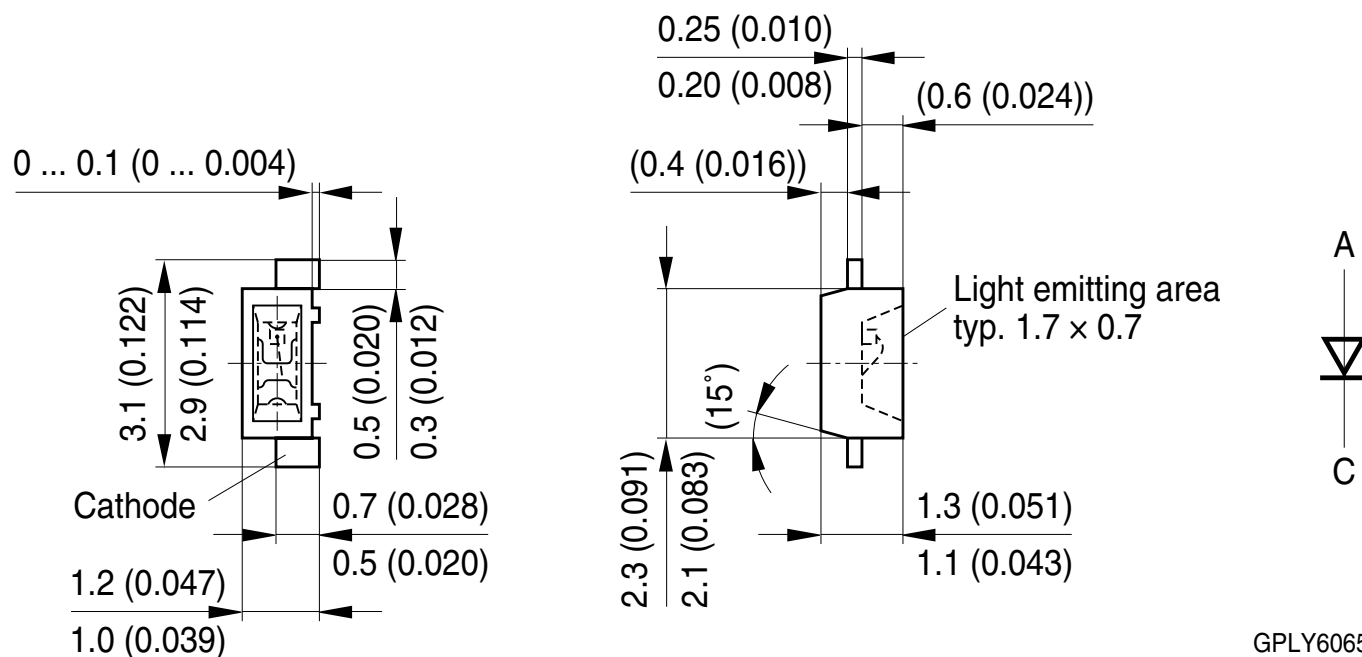 0.25 (0.010)
0.20 (0.008)
(0.6 (0.024))
0 ... 0.1 (0 ... 0.004)
(0.4 (0.016))
3.1 (0.122)
2.9 (0.114)
0.5 (0.020)
0.3 (0.012)
Cathode
0.7 (0.028)
0.5 (0.020)
1.2 (0.047)
1.0 (0.039)
Light emitting area
typ. 1.7 × 0.7
(15°)
2.3 (0.091)
2.1 (0.083)
1.3 (0.051)
1.1 (0.043)
A
C
GPLY6065